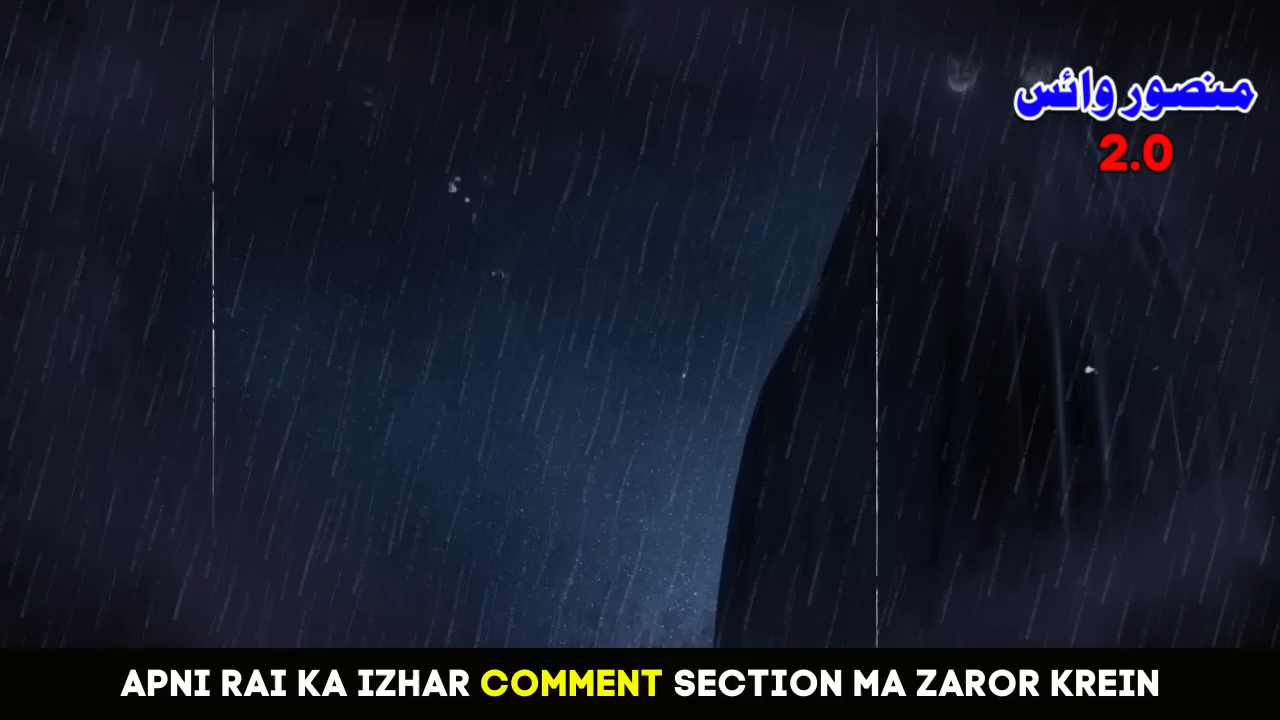 منصور وائس
2.0
APNI RAI KA IZHAR COMMENT SECTION MA ZAROR KREIN